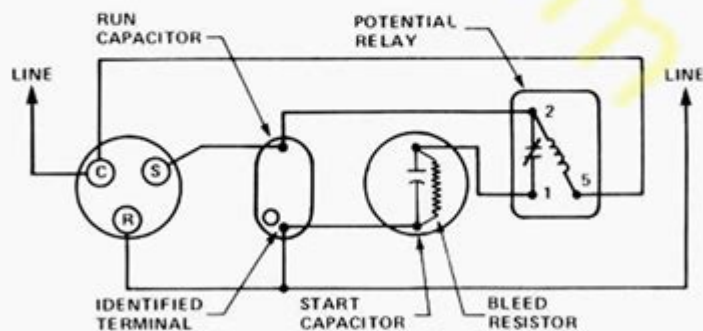 RUN
CAPACITOR
POTENTIAL
RELAY
LINE
LINE
2
C
S
1
5
R
IDENTIFIED
TERMINAL
START
CAPACITOR
BLEED
RESISTOR